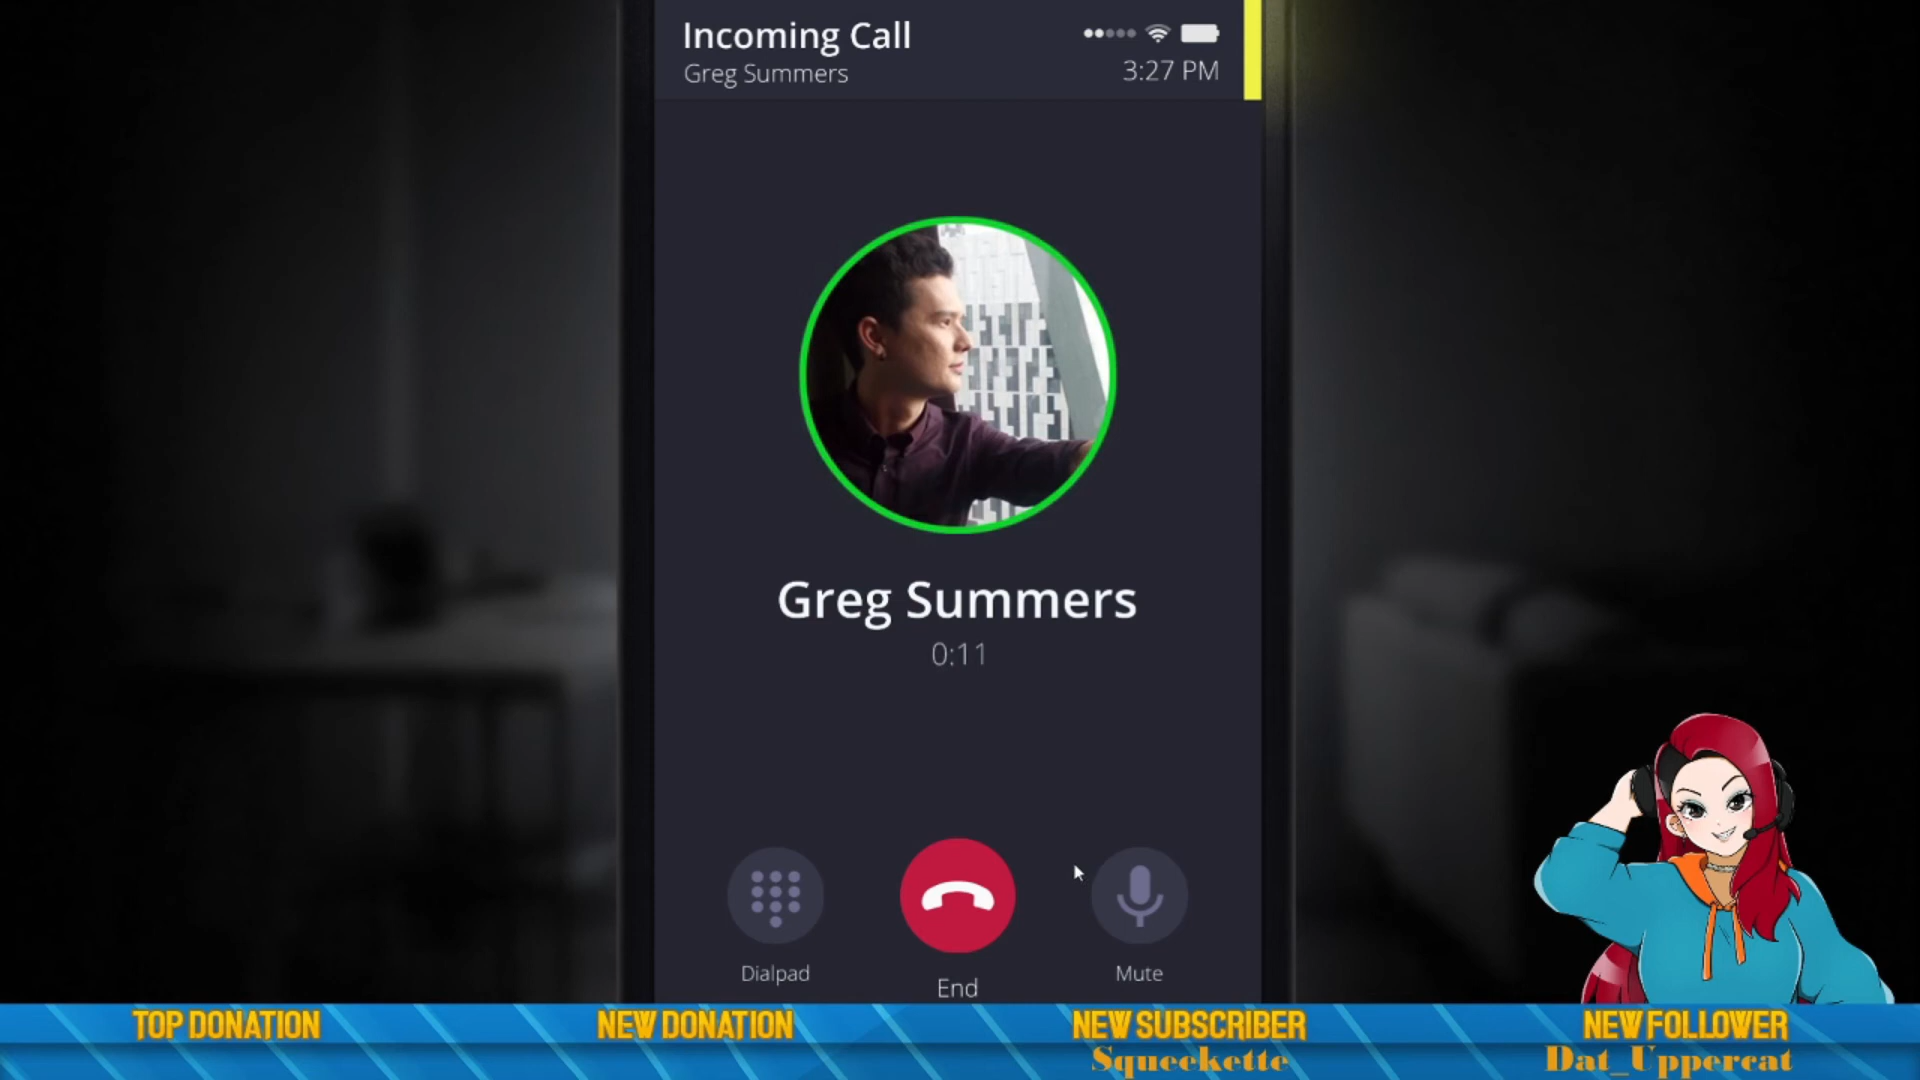 Incoming Call
Greg Summers
3:27 PM
Greg Summers
0:11
Dialpad
End
Mute
TOP DONATION
NEW DONATION
NEW SUBSCRIBER
NEW FOLLOWER
Squeekette
Dat_Uppercat